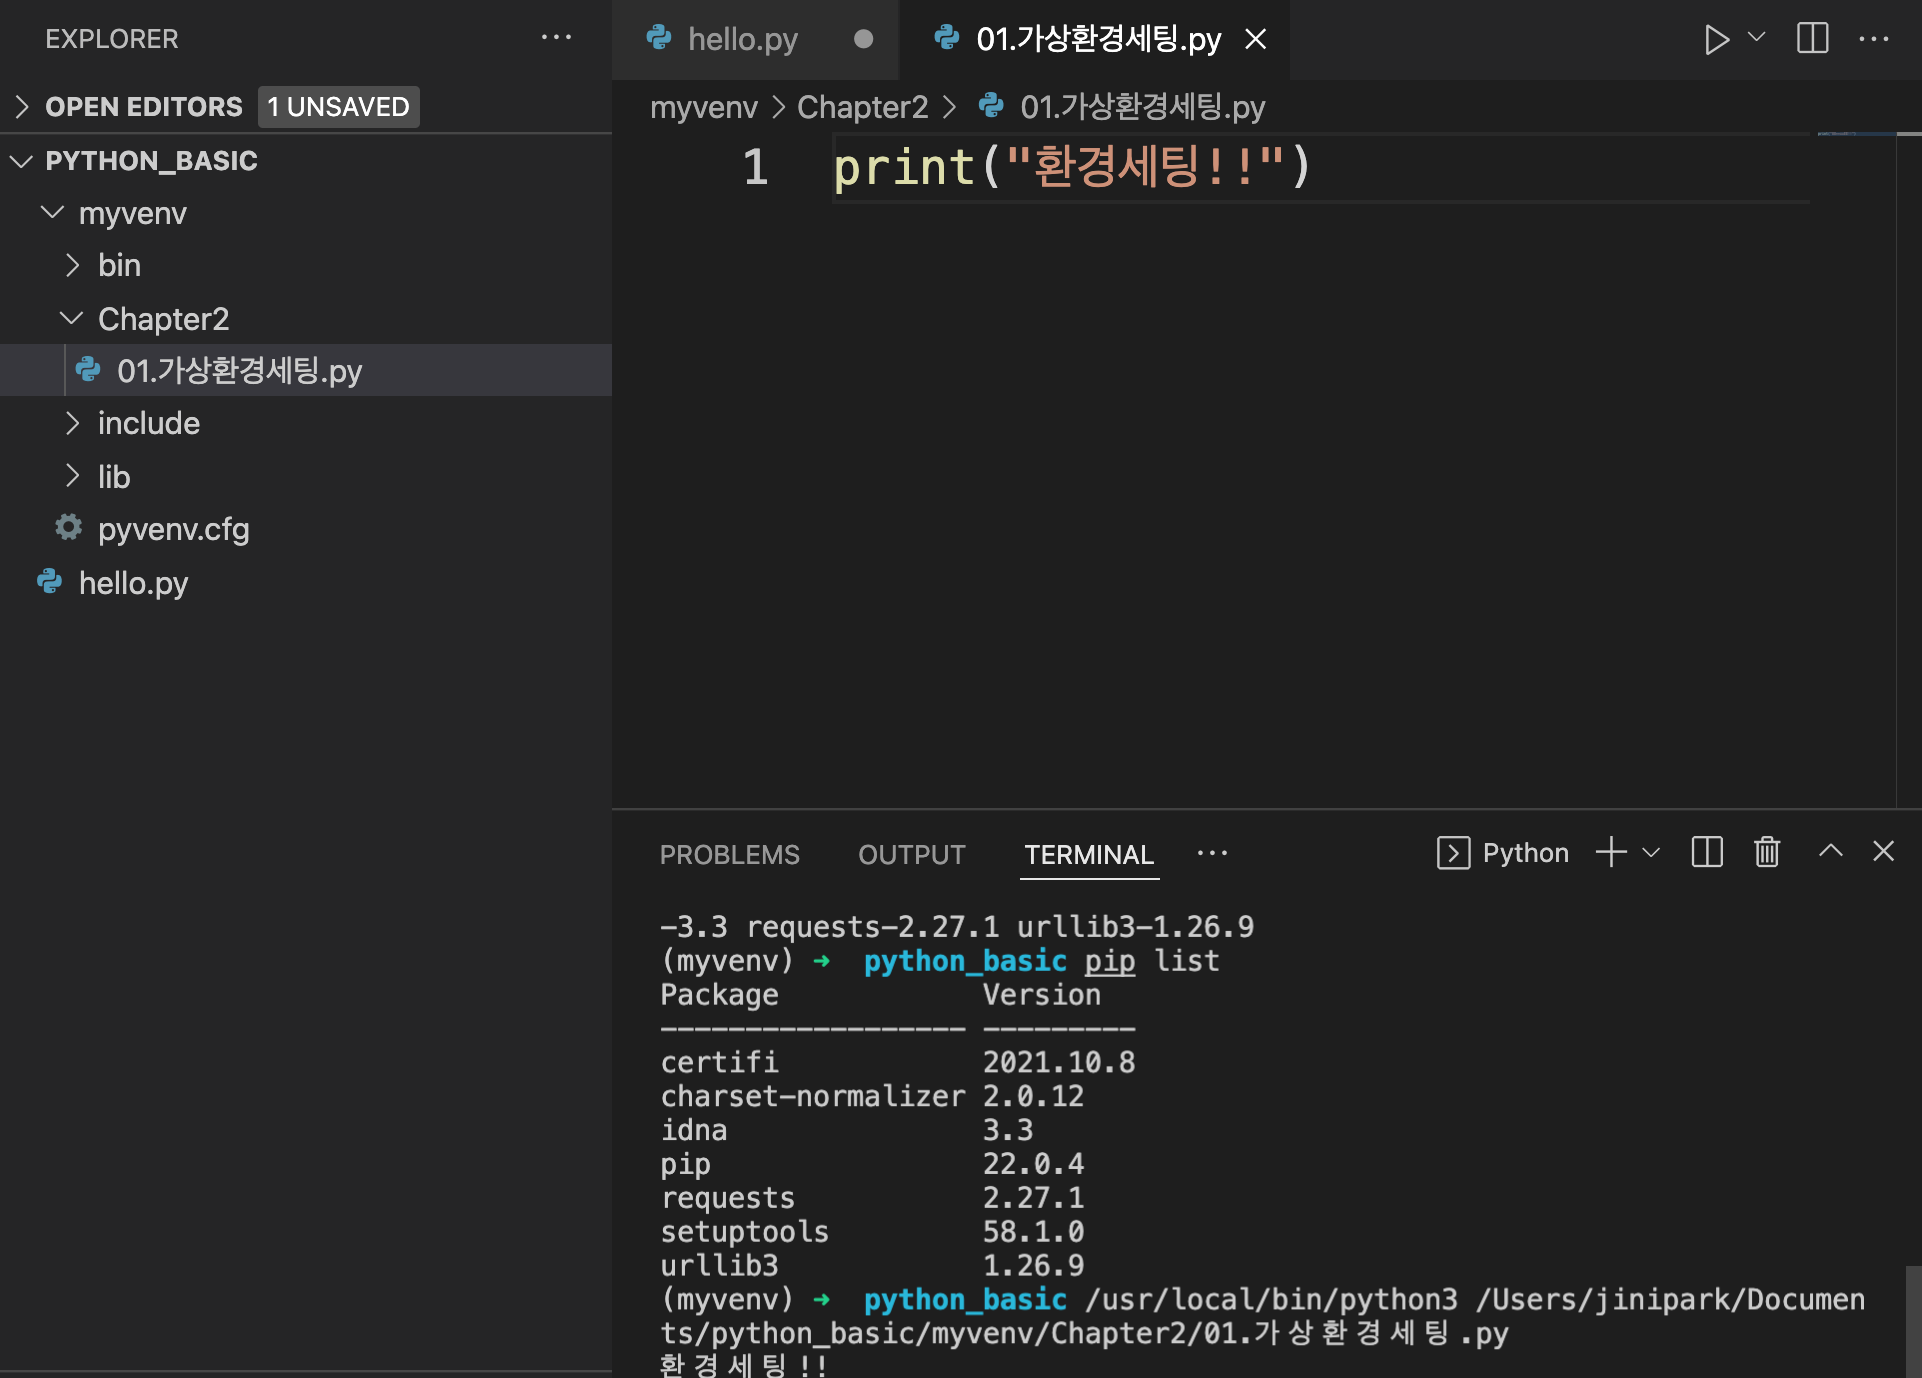 EXPLORER
OPEN EDITORS 1 UNSAVED
PYTHON_BASIC
myvenv
bin
Chapter2
01.가상환경세팅.py
include
lib
pyvenv.cfg
hello.py
hello.py 01.가상환경세팅.py
myvenv > Chapter2 > 01.가상환경세팅.py
1 print("환경세팅!!")
PROBLEMS OUTPUT TERMINAL ··· Python
-3.3 requests-2.27.1 urllib3-1.26.9
(myvenv) ➜ python_basic pip list
Package Version
------------------ ---------
certifi 2021.10.8
charset-normalizer 2.0.12
idna 3.3
pip 22.0.4
requests 2.27.1
setuptools 58.1.0
urllib3 1.26.9
(myvenv) ➜ python_basic /usr/local/bin/python3 /Users/jinipark/Documen
ts/python_basic/myvenv/Chapter2/01.가상환경세팅.py
환경세팅!!